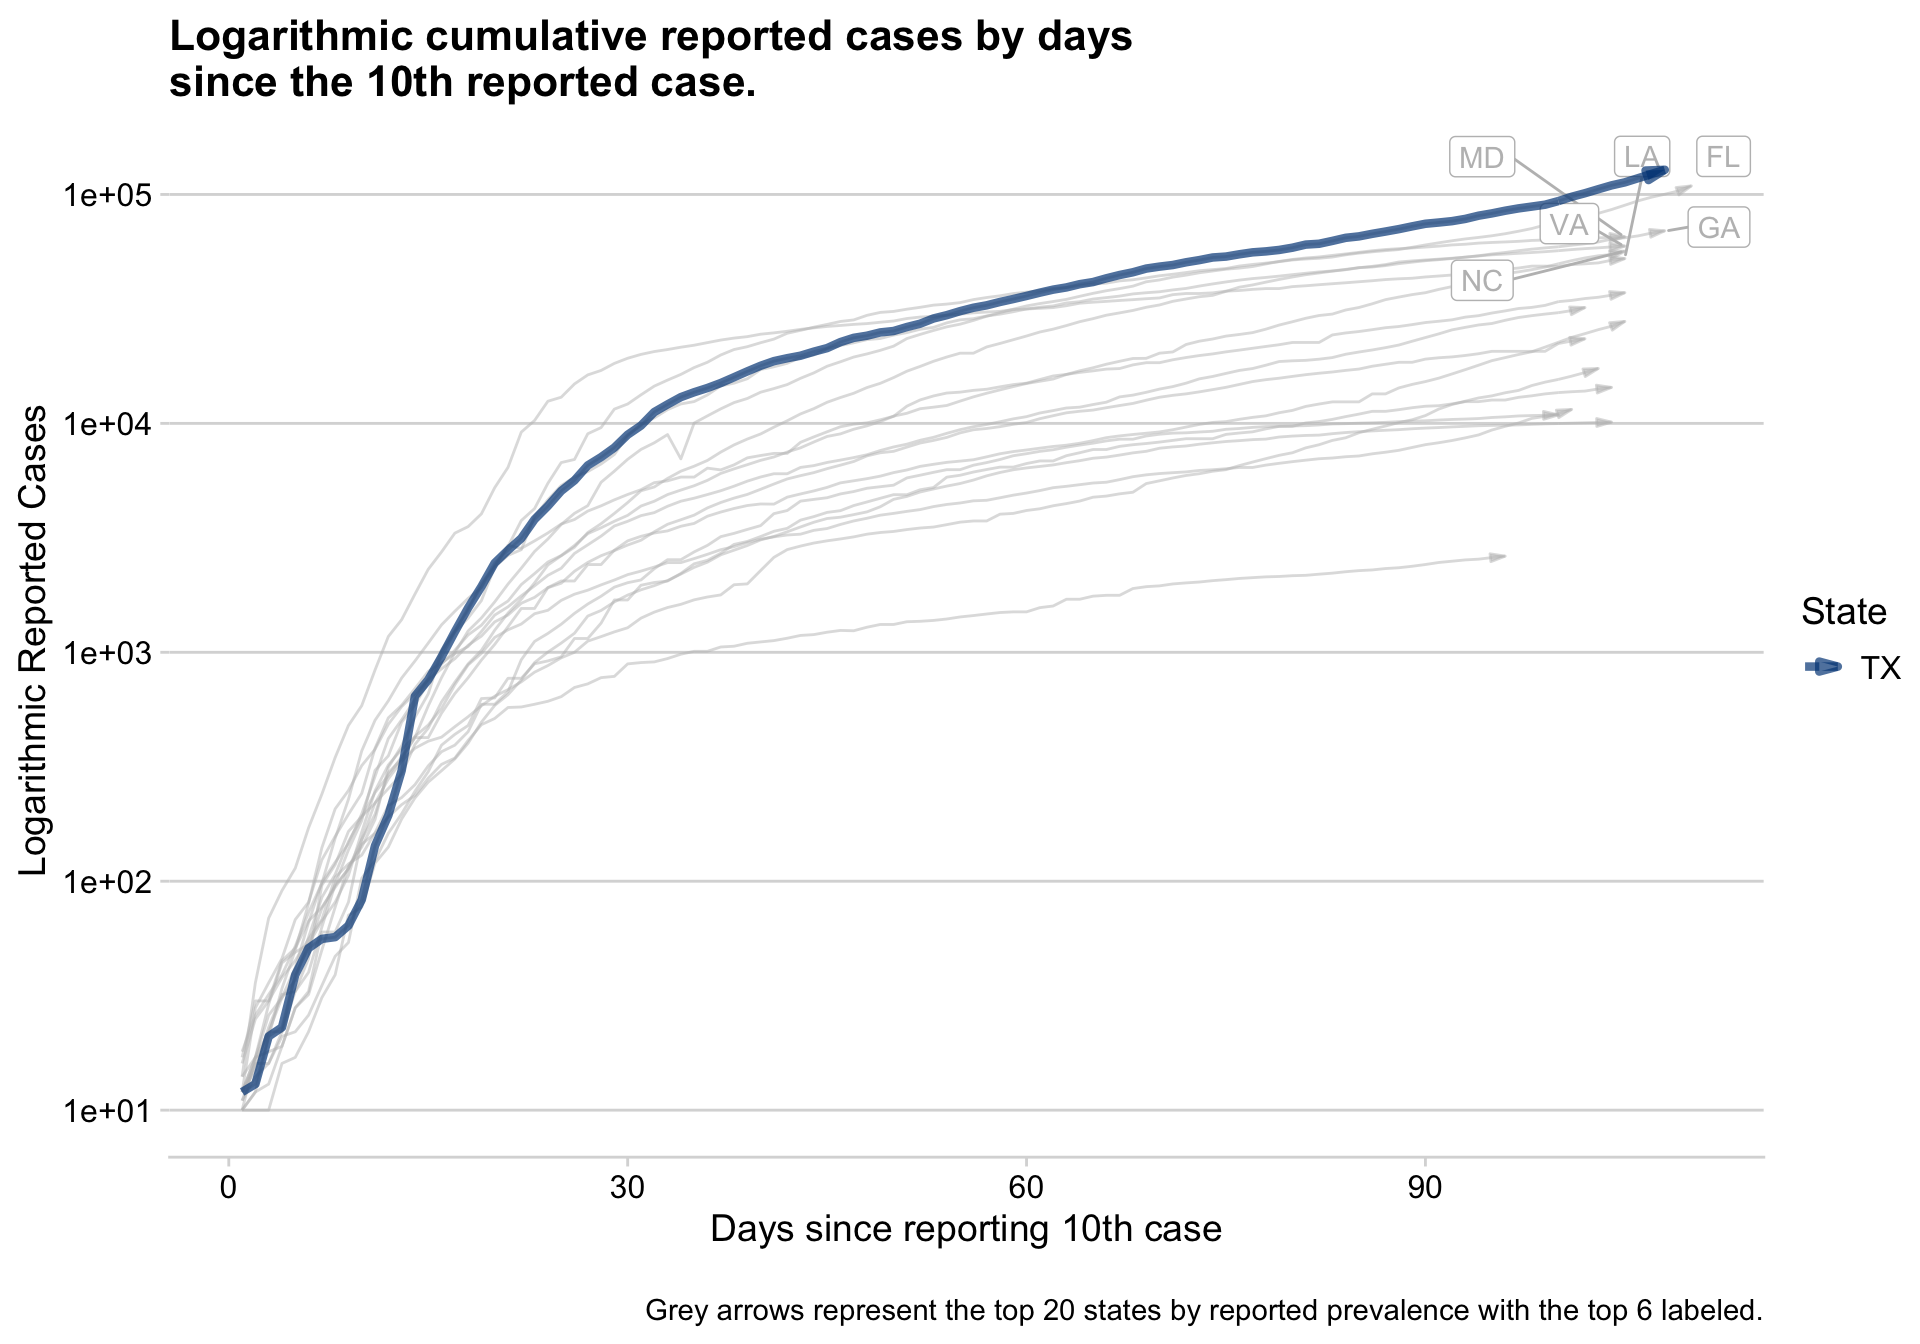 Logarithmic cumulative reported cases by days
since the 10th reported case.
MD
LA
FL
VA
GA
NC
1e+05
1e+04
1e+03
1e+02
1e+01
Logarithmic Reported Cases
State
TX
0
30
60
90
Days since reporting 10th case
Grey arrows represent the top 20 states by reported prevalence with the top 6 labeled.